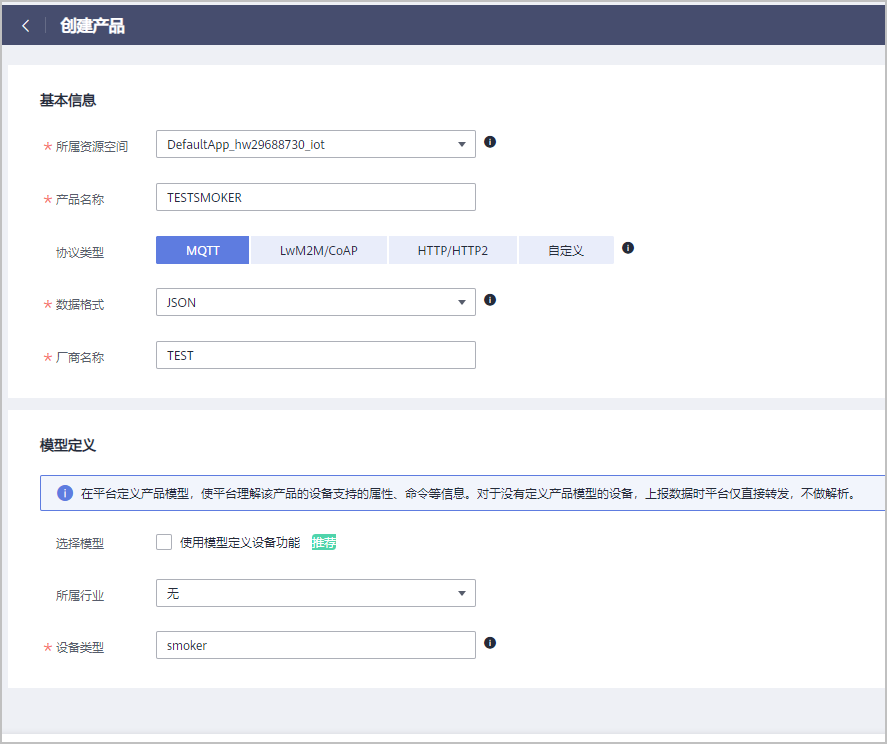 创建产品
基本信息
* 所属资源空间 DefaultApp_hw29688730_iot
* 产品名称 TESTSMOKER
协议类型 MQTT LwM2M/CoAP HTTP/HTTP2 自定义
* 数据格式 JSON
* 厂商名称 TEST
模型定义
在平台定义产品模型，使平台理解该产品的设备支持的属性、命令等信息。对于没有定义产品模型的设备，上报数据时平台仅直接转发，不做解析。
选择模型 使用模型定义设备功能 推荐
所属行业 无
* 设备类型 smoker